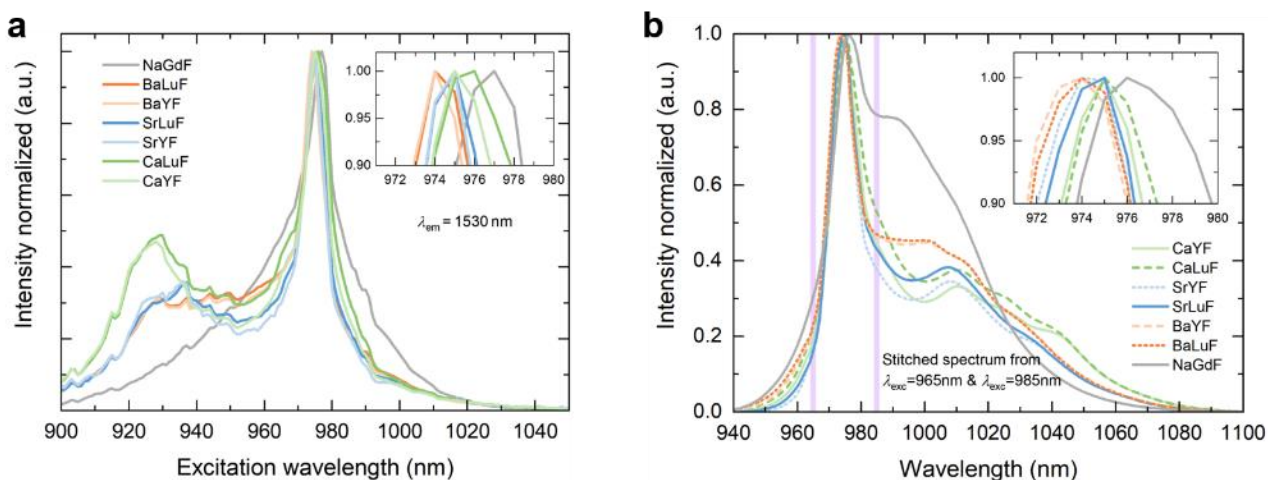 a
Intensity normalized (a.u.)
NaGdF
BaLuF
BaYF
SrLuF
SrYF
CaLuF
CaYF
1.00
0.95
0.90
972 974 976 978 980
λem = 1530 nm
900 920 940 960 980 1000 1020 1040
Excitation wavelength (nm)
b
Intensity normalized (a.u.)
1.0
0.8
0.6
0.4
0.2
0.0
1.00
0.95
0.90
972 974 976 978 980
CaYF
CaLuF
SrYF
SrLuF
BaYF
BaLuF
NaGdF
Stitched spectrum from
λexc=965nm & λexc=985nm
940 960 980 1000 1020 1040 1060 1080 1100
Wavelength (nm)